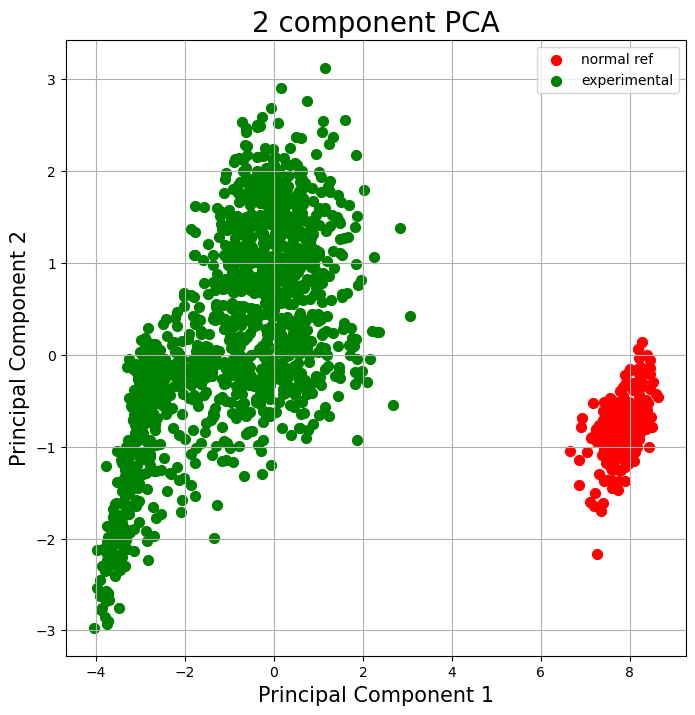 2 component PCA
normal ref
experimental
3
2
1
0
−1
−2
−3
Principal Component 2
−4
−2
0
2
4
6
8
Principal Component 1